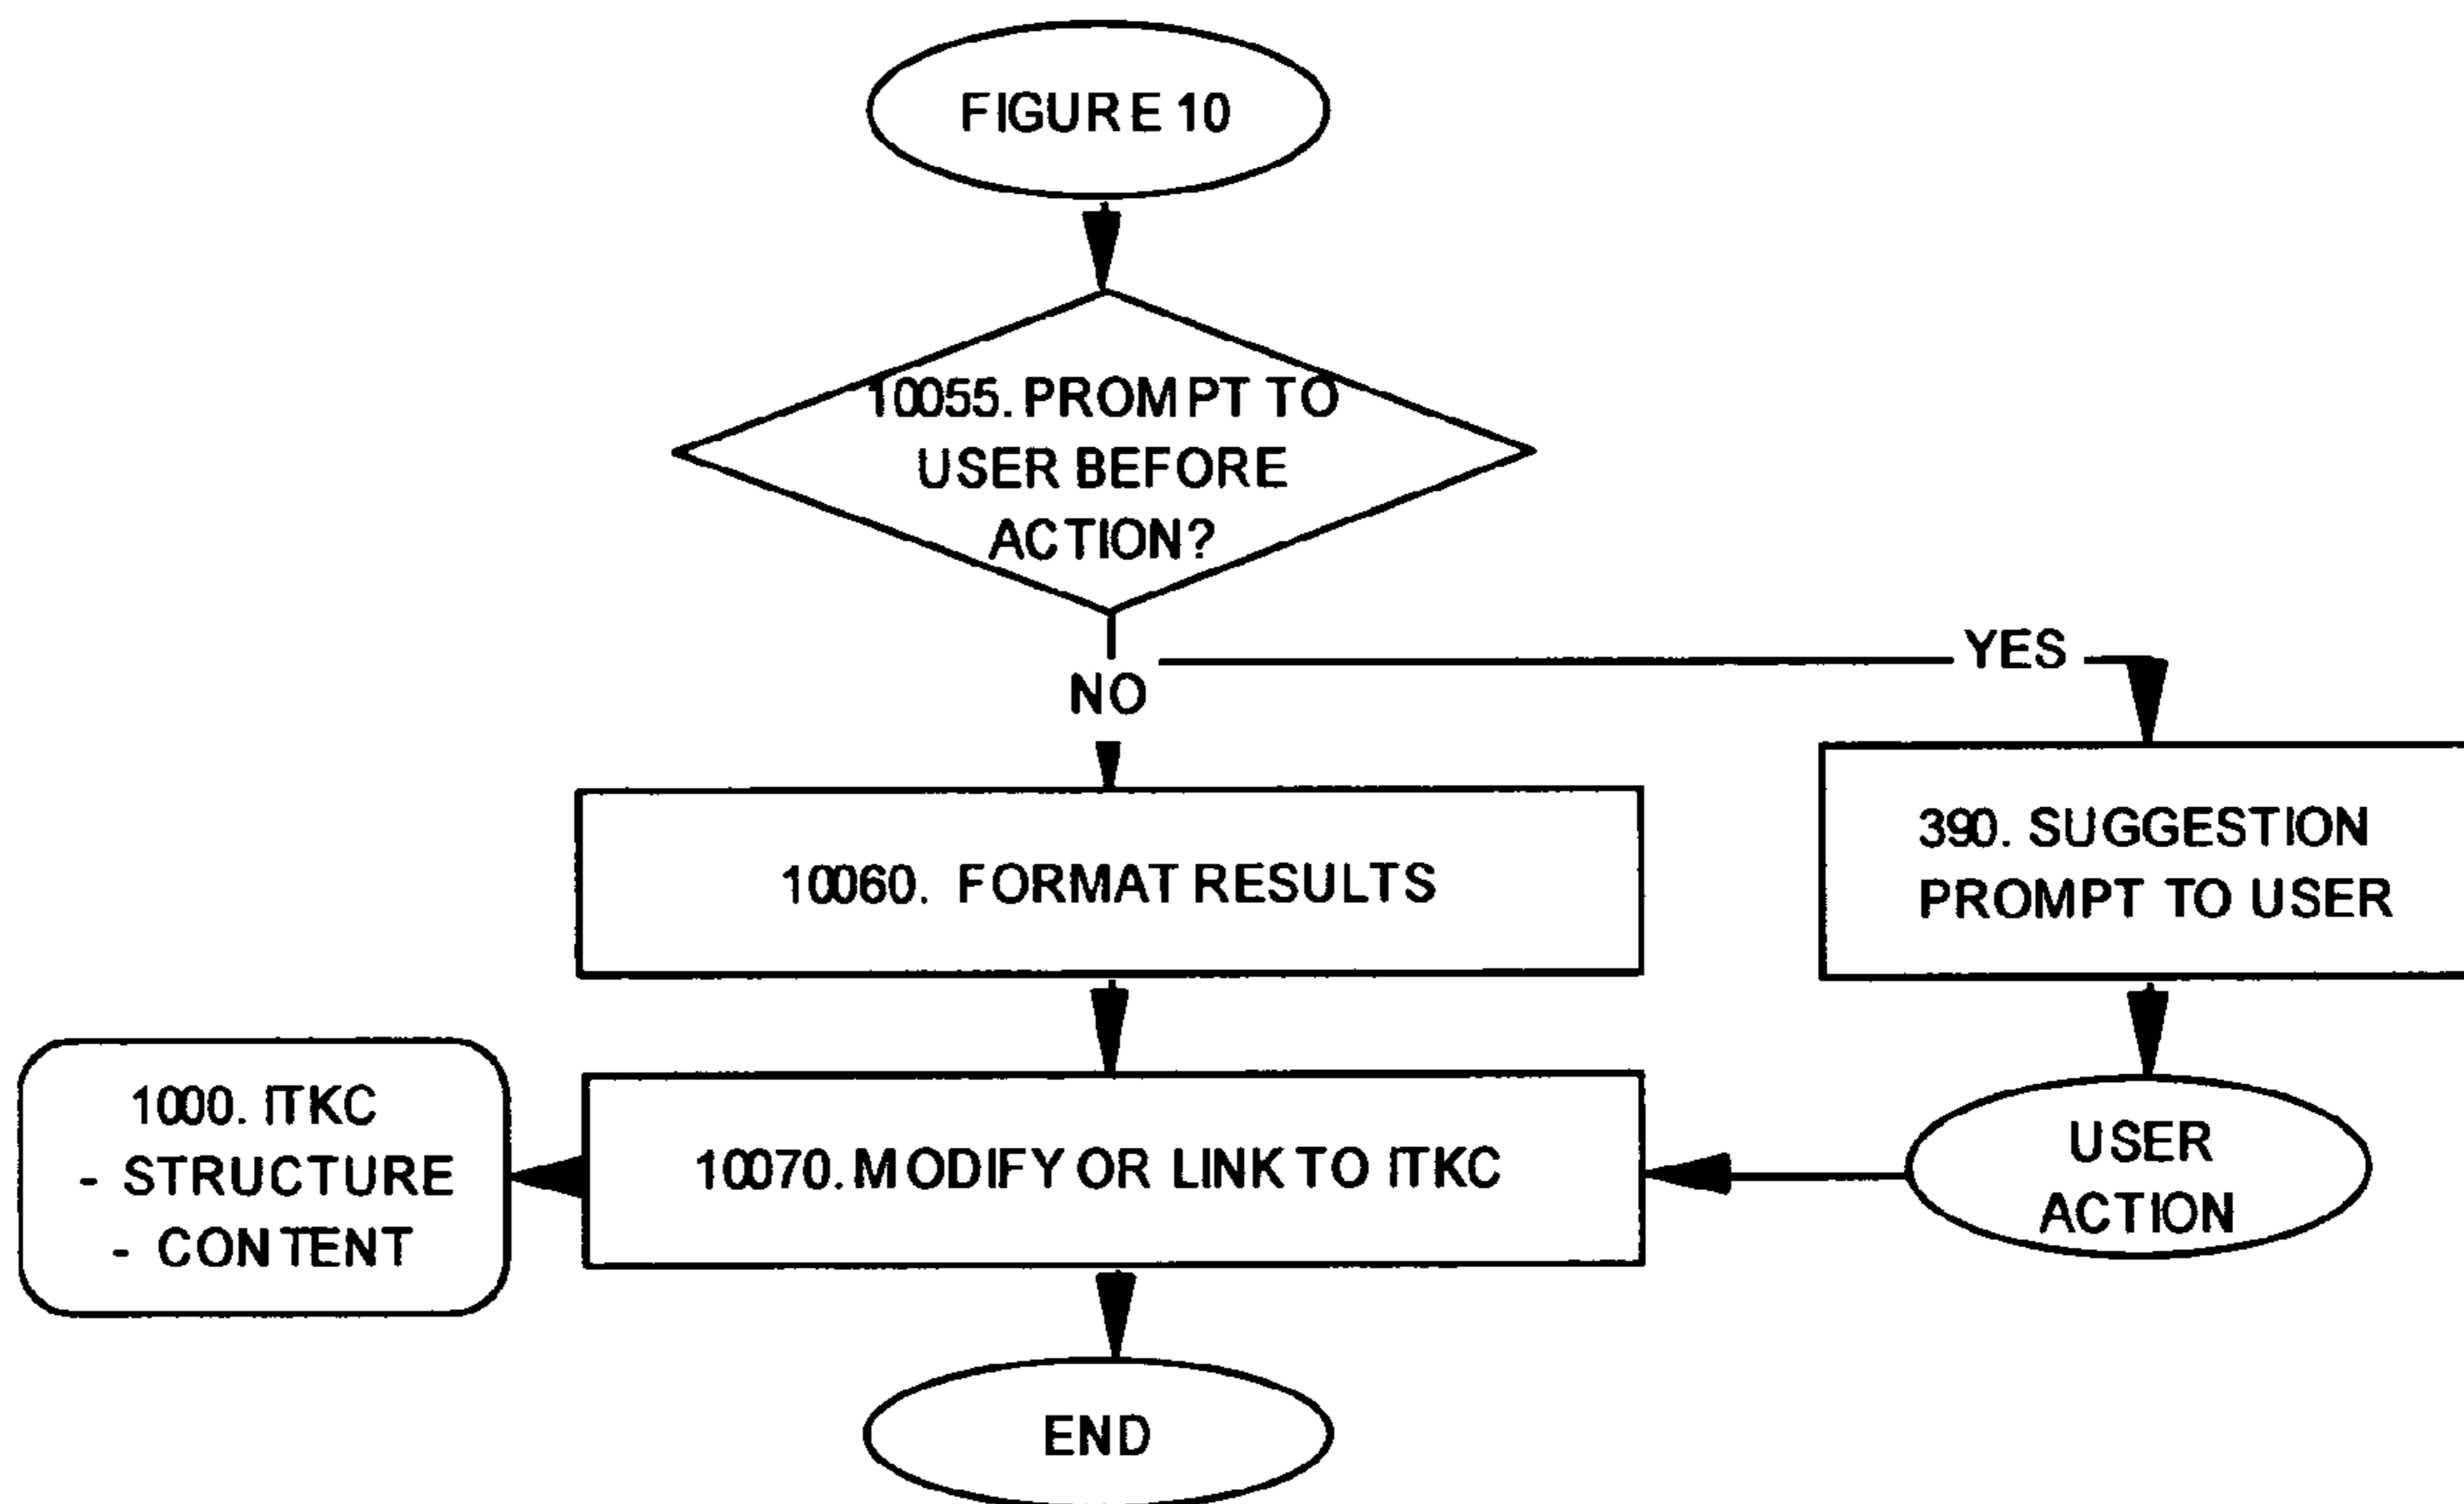 FIGURE 10
10055. PROMPT TO
USER BEFORE
ACTION?
YES
NO
390. SUGGESTION
PROMPT TO USER
10060. FORMAT RESULTS
1000. ITKC
- STRUCTURE
- CONTENT
10070. MODIFY OR LINK TO ITKC
USER
ACTION
END